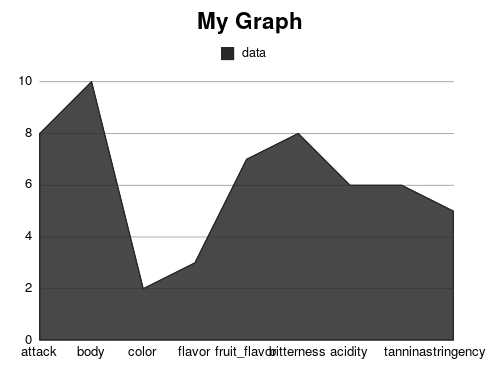 My Graph
data
10
8
6
4
2
0
attack body color flavor fruit_flavor bitterness acidity tannin astringency